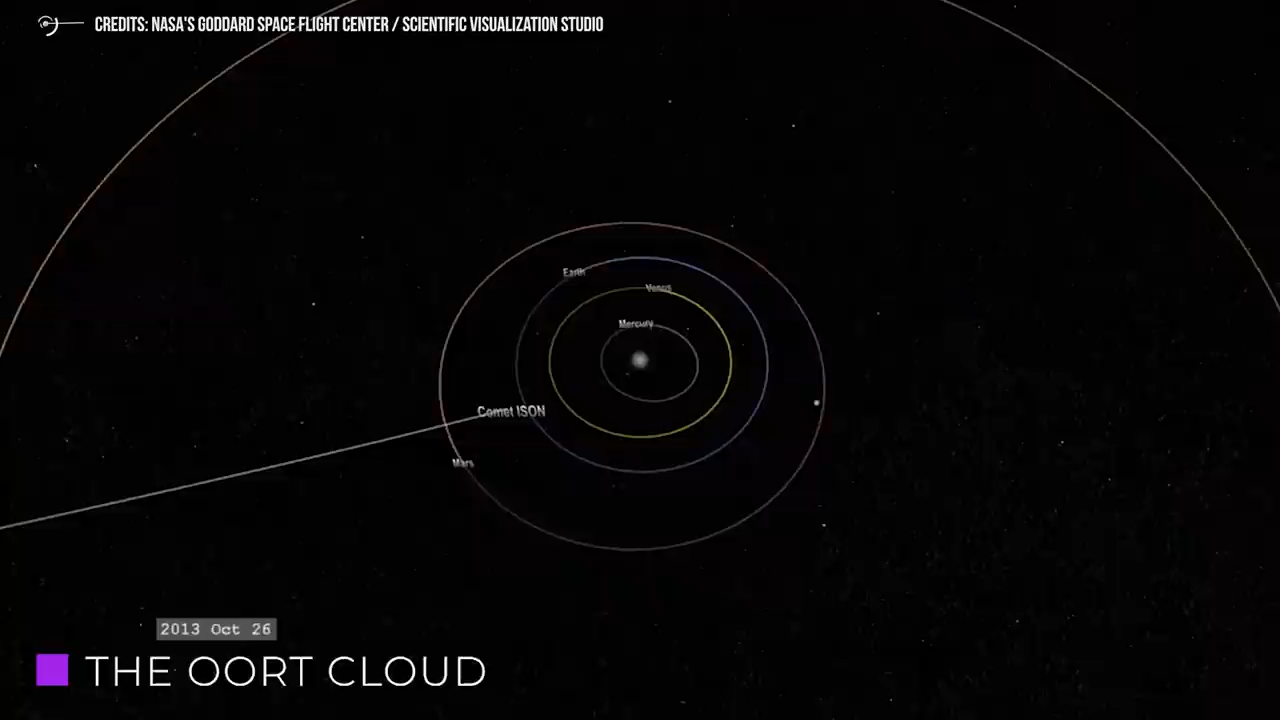 CREDITS: NASA'S GODDARD SPACE FLIGHT CENTER / SCIENTIFIC VISUALIZATION STUDIO
Earth
Venus
Mercury
Comet ISON
Mars
2013 Oct 26
THE OORT CLOUD